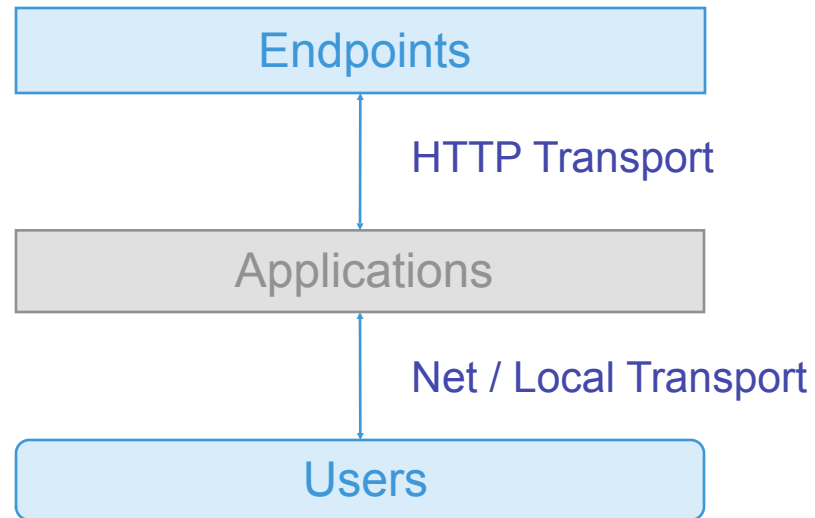 Endpoints
HTTP Transport
Applications
Net / Local Transport
Users